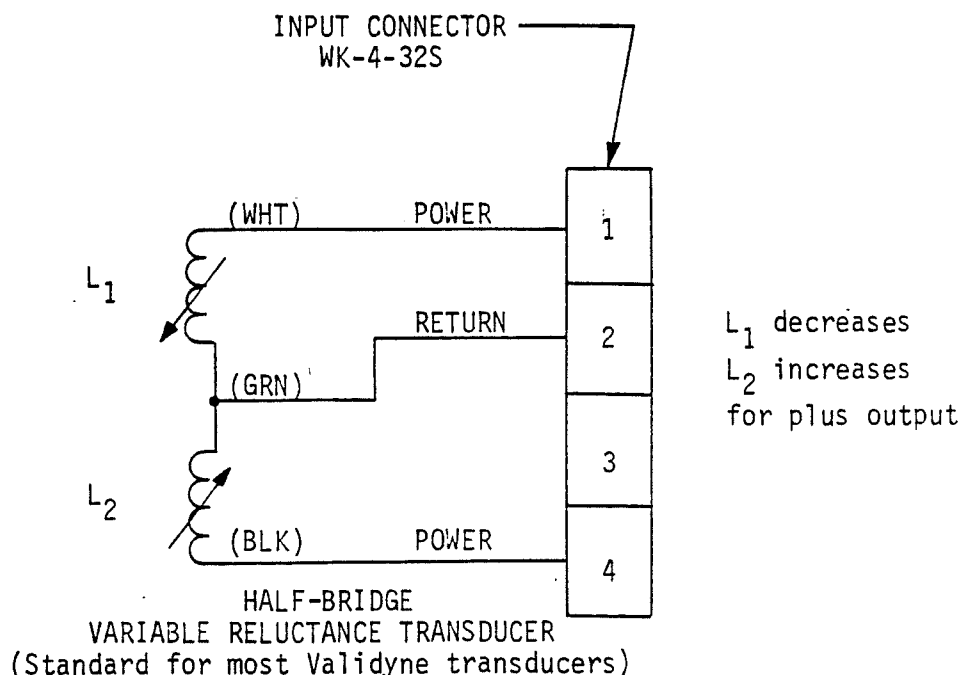 INPUT CONNECTOR
WK-4-32S
(WHT) POWER
1
L1
RETURN
2
L1 decreases
L2 increases
for plus output
(GRN)
3
L2
(BLK) POWER
4
HALF-BRIDGE
VARIABLE RELUCTANCE TRANSDUCER
(Standard for most Validyne transducers)